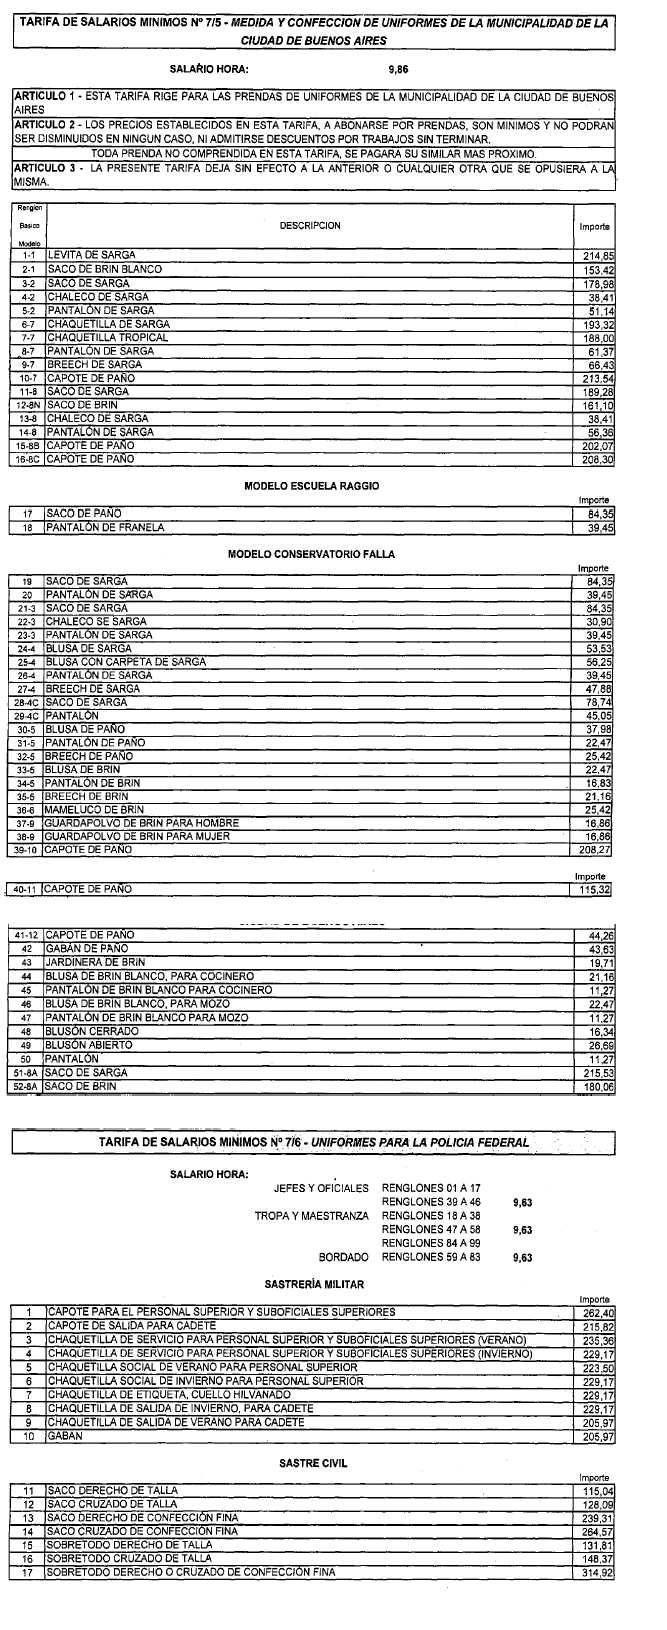 TARIFA DE SALARIOS MINIMOS Nº 7/5 - MEDIDA Y CONFECCION DE UNIFORMES DE LA MUNICIPALIDAD DE LA
CIUDAD DE BUENOS AIRES
SALARIO HORA: 9,86
ARTICULO 1 - ESTA TARIFA RIGE PARA LAS PRENDAS DE UNIFORMES DE LA MUNICIPALIDAD DE LA CIUDAD DE BUENOS
AIRES
ARTICULO 2 - LOS PRECIOS ESTABLECIDOS EN ESTA TARIFA, A ABONARSE POR PRENDAS, SON MINIMOS Y NO PODRAN
SER DISMINUIDOS EN NINGUN CASO, NI ADMITIRSE DESCUENTOS POR TRABAJOS SIN TERMINAR.
TODA PRENDA NO COMPRENDIDA EN ESTA TARIFA, SE PAGARA SU SIMILAR MAS PROXIMO.
ARTICULO 3 - LA PRESENTE TARIFA DEJA SIN EFECTO A LA ANTERIOR O CUALQUIER OTRA QUE SE OPUSIERA A LA
MISMA.
Renglon
Basico DESCRIPCION Importe
Modelo
1-1 LEVITA DE SARGA 214,85
2-1 SACO DE BRIN BLANCO 153,42
3-2 SACO DE SARGA 178,98
4-2 CHALECO DE SARGA 38,41
5-2 PANTALÓN DE SARGA 51,14
6-7 CHAQUETILLA DE SARGA 193,32
7-7 CHAQUETILLA TROPICAL 188,00
8-7 PANTALÓN DE SARGA 61,37
9-7 BREECH DE SARGA 66,43
10-7 CAPOTE DE PAÑO 213,54
11-8 SACO DE SARGA 189,28
12-8N SACO DE BRIN 161,10
13-8 CHALECO DE SARGA 38,41
14-8 PANTALÓN DE SARGA 56,36
15-8B CAPOTE DE PAÑO 202,07
16-8C CAPOTE DE PAÑO 208,30
MODELO ESCUELA RAGGIO
Importe
17 SACO DE PAÑO 84,35
18 PANTALÓN DE FRANELA 39,45
MODELO CONSERVATORIO FALLA
Importe
19 SACO DE SARGA 84,35
20 PANTALÓN DE SARGA 39,45
21-3 SACO DE SARGA 84,35
22-3 CHALECO SE SARGA 30,90
23-3 PANTALÓN DE SARGA 39,45
24-4 BLUSA DE SARGA 53,53
25-4 BLUSA CON CARPETA DE SARGA 56,25
26-4 PANTALÓN DE SARGA 39,45
27-4 BREECH DE SARGA 47,88
28-4C SACO DE SARGA 78,74
29-4C PANTALÓN 45,05
30-5 BLUSA DE PAÑO 37,98
31-5 PANTALÓN DE PAÑO 22,47
32-5 BREECH DE PAÑO 25,42
33-5 BLUSA DE BRIN 22,47
34-5 PANTALÓN DE BRIN 16,83
35-5 BREECH DE BRIN 21,16
36-6 MAMELUCO DE BRIN 25,42
37-9 GUARDAPOLVO DE BRIN PARA HOMBRE 16,86
38-9 GUARDAPOLVO DE BRIN PARA MUJER 16,86
39-10 CAPOTE DE PAÑO 208,27
Importe
40-11 CAPOTE DE PAÑO 115,32
41-12 CAPOTE DE PAÑO 44,26
42 GABÁN DE PAÑO 43,63
43 JARDINERA DE BRIN 19,71
44 BLUSA DE BRIN BLANCO, PARA COCINERO 21,16
45 PANTALÓN DE BRIN BLANCO PARA COCINERO 11,27
46 BLUSA DE BRIN BLANCO, PARA MOZO 22,47
47 PANTALÓN DE BRIN BLANCO PARA MOZO 11,27
48 BLUSÓN CERRADO 16,34
49 BLUSÓN ABIERTO 26,69
50 PANTALÓN 11,27
51-8A SACO DE SARGA 215,53
52-8A SACO DE BRIN 180,06
TARIFA DE SALARIOS MINIMOS Nº 7/6 - UNIFORMES PARA LA POLICIA FEDERAL
SALARIO HORA:
JEFES Y OFICIALES RENGLONES 01 A 17
RENGLONES 39 A 46 9,63
TROPA Y MAESTRANZA RENGLONES 18 A 38
RENGLONES 47 A 58 9,63
RENGLONES 84 A 99
BORDADO RENGLONES 59 A 83 9,63
SASTRERÍA MILITAR
Importe
1 CAPOTE PARA EL PERSONAL SUPERIOR Y SUBOFICIALES SUPERIORES 262,40
2 CAPOTE DE SALIDA PARA CADETE 215,82
3 CHAQUETILLA DE SERVICIO PARA PERSONAL SUPERIOR Y SUBOFICIALES SUPERIORES (VERANO) 235,36
4 CHAQUETILLA DE SERVICIO PARA PERSONAL SUPERIOR Y SUBOFICIALES SUPERIORES (INVIERNO) 229,17
5 CHAQUETILLA SOCIAL DE VERANO PARA PERSONAL SUPERIOR 223,50
6 CHAQUETILLA SOCIAL DE INVIERNO PARA PERSONAL SUPERIOR 229,17
7 CHAQUETILLA DE ETIQUETA, CUELLO HILVANADO 229,17
8 CHAQUETILLA DE SALIDA DE INVIERNO, PARA CADETE 229,17
9 CHAQUETILLA DE SALIDA DE VERANO PARA CADETE 205,97
10 GABAN 205,97
SASTRE CIVIL
Importe
11 SACO DERECHO DE TALLA 115,04
12 SACO CRUZADO DE TALLA 128,09
13 SACO DERECHO DE CONFECCIÓN FINA 239,31
14 SACO CRUZADO DE CONFECCIÓN FINA 264,57
15 SOBRETODO DERECHO DE TALLA 131,81
16 SOBRETODO CRUZADO DE TALLA 148,37
17 SOBRETODO DERECHO O CRUZADO DE CONFECCIÓN FINA 314,92